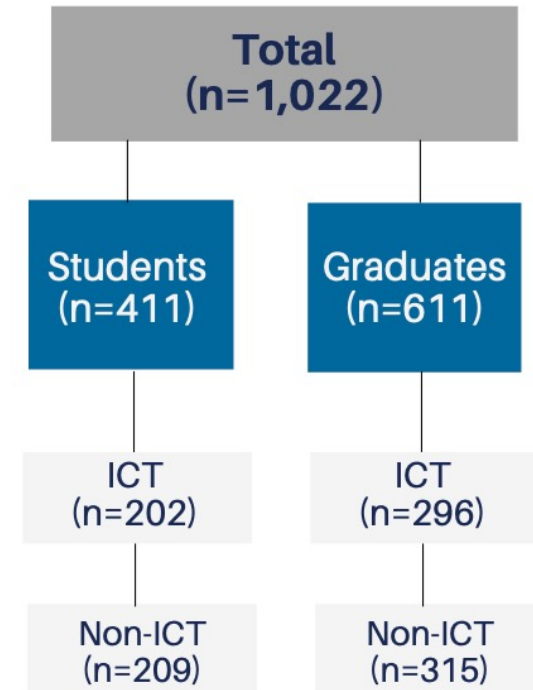 Total
(n=1,022)
Students
(n=411)
Graduates
(n=611)
ICT
(n=202)
ICT
(n=296)
Non-ICT
(n=209)
Non-ICT
(n=315)